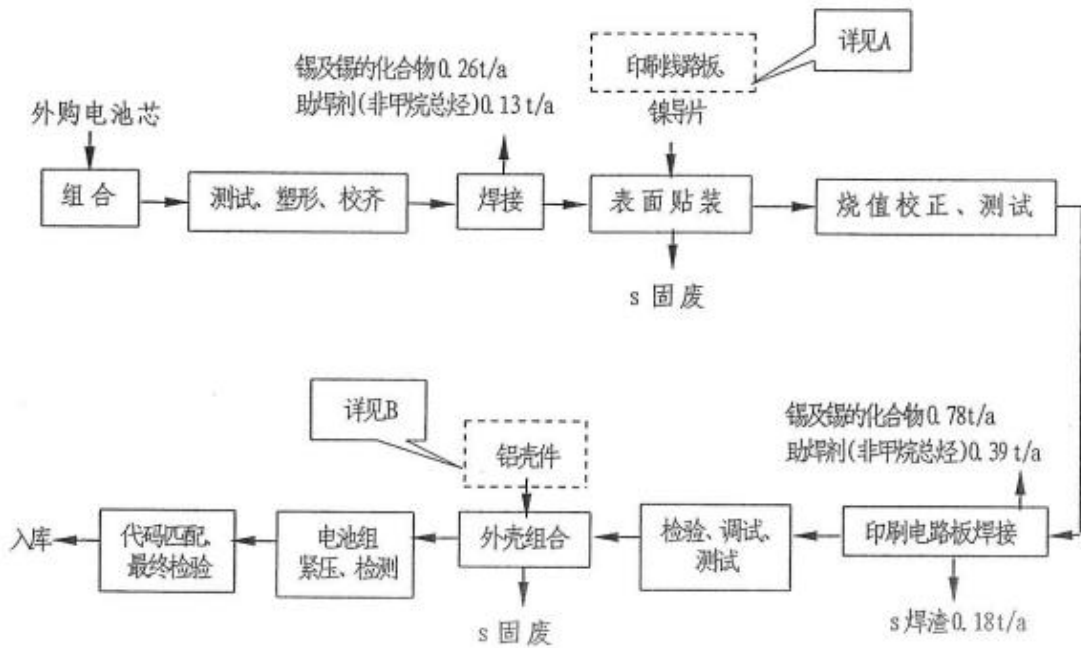 详见A
锡及锡的化合物0.26t/a
助焊剂(非甲烷总烃)0.13t/a
印刷线路板、
镍导片
外购电池芯
组合
测试、塑形、校齐
焊接
表面贴装
烧值校正、测试
s 固废
详见B
铝壳件
锡及锡的化合物0.78t/a
助焊剂(非甲烷总烃)0.39t/a
入库
代码匹配、
最终检验
电池组
紧压、检测
外壳组合
检验、调试、
测试
印刷电路板焊接
s 固废
s 焊渣0.18t/a